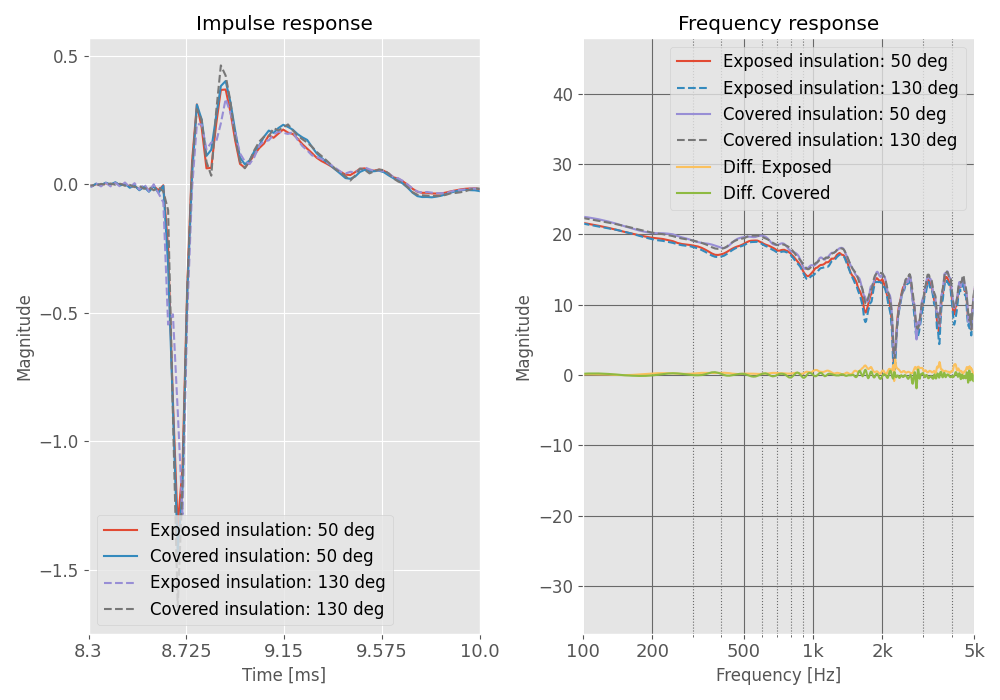 Impulse response
0.5
0.0
−0.5
−1.0
−1.5
Magnitude
Exposed insulation: 50 deg
Covered insulation: 50 deg
Exposed insulation: 130 deg
Covered insulation: 130 deg
8.3
8.725
9.15
9.575
10.0
Time [ms]
Frequency response
40
30
20
10
0
−10
−20
−30
Magnitude
Exposed insulation: 50 deg
Exposed insulation: 130 deg
Covered insulation: 50 deg
Covered insulation: 130 deg
Diff. Exposed
Diff. Covered
100
200
500
1k
2k
5k
Frequency [Hz]